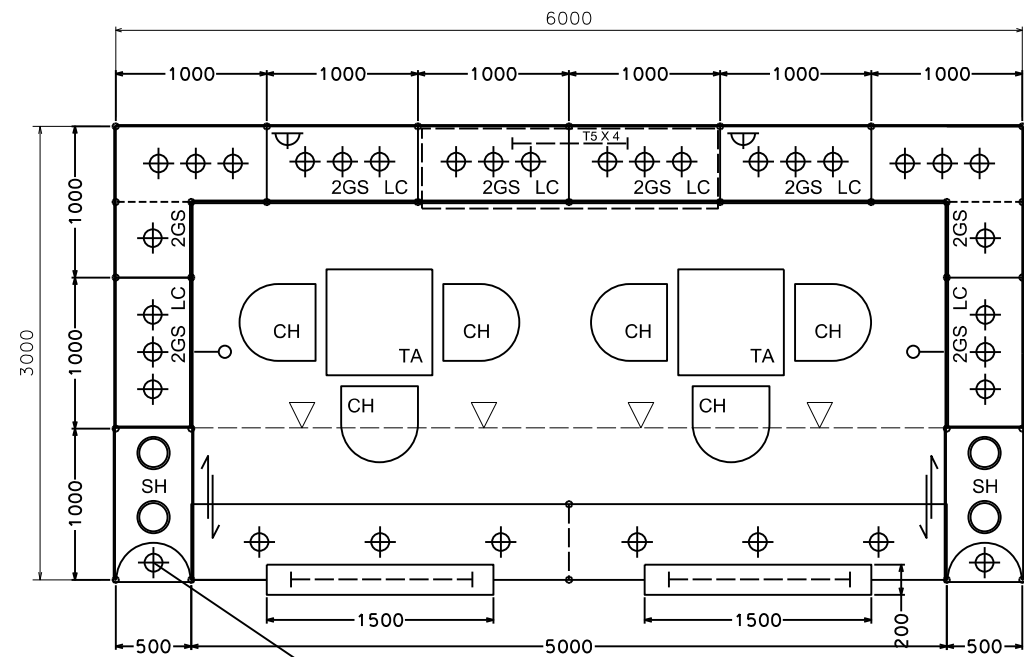 6000
1000 1000 1000 1000 1000 1000
T5 X 4
2GS LC 2GS LC 2GS LC 2GS LC
1000
2GS 2GS
3000
LC LC
1000
2GS 2GS
CH CH CH CH
TA TA
CH CH
1000
SH SH
1500 1500
200
500 5000 500